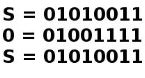 S = 01010011
0 = 01001111
S = 01010011